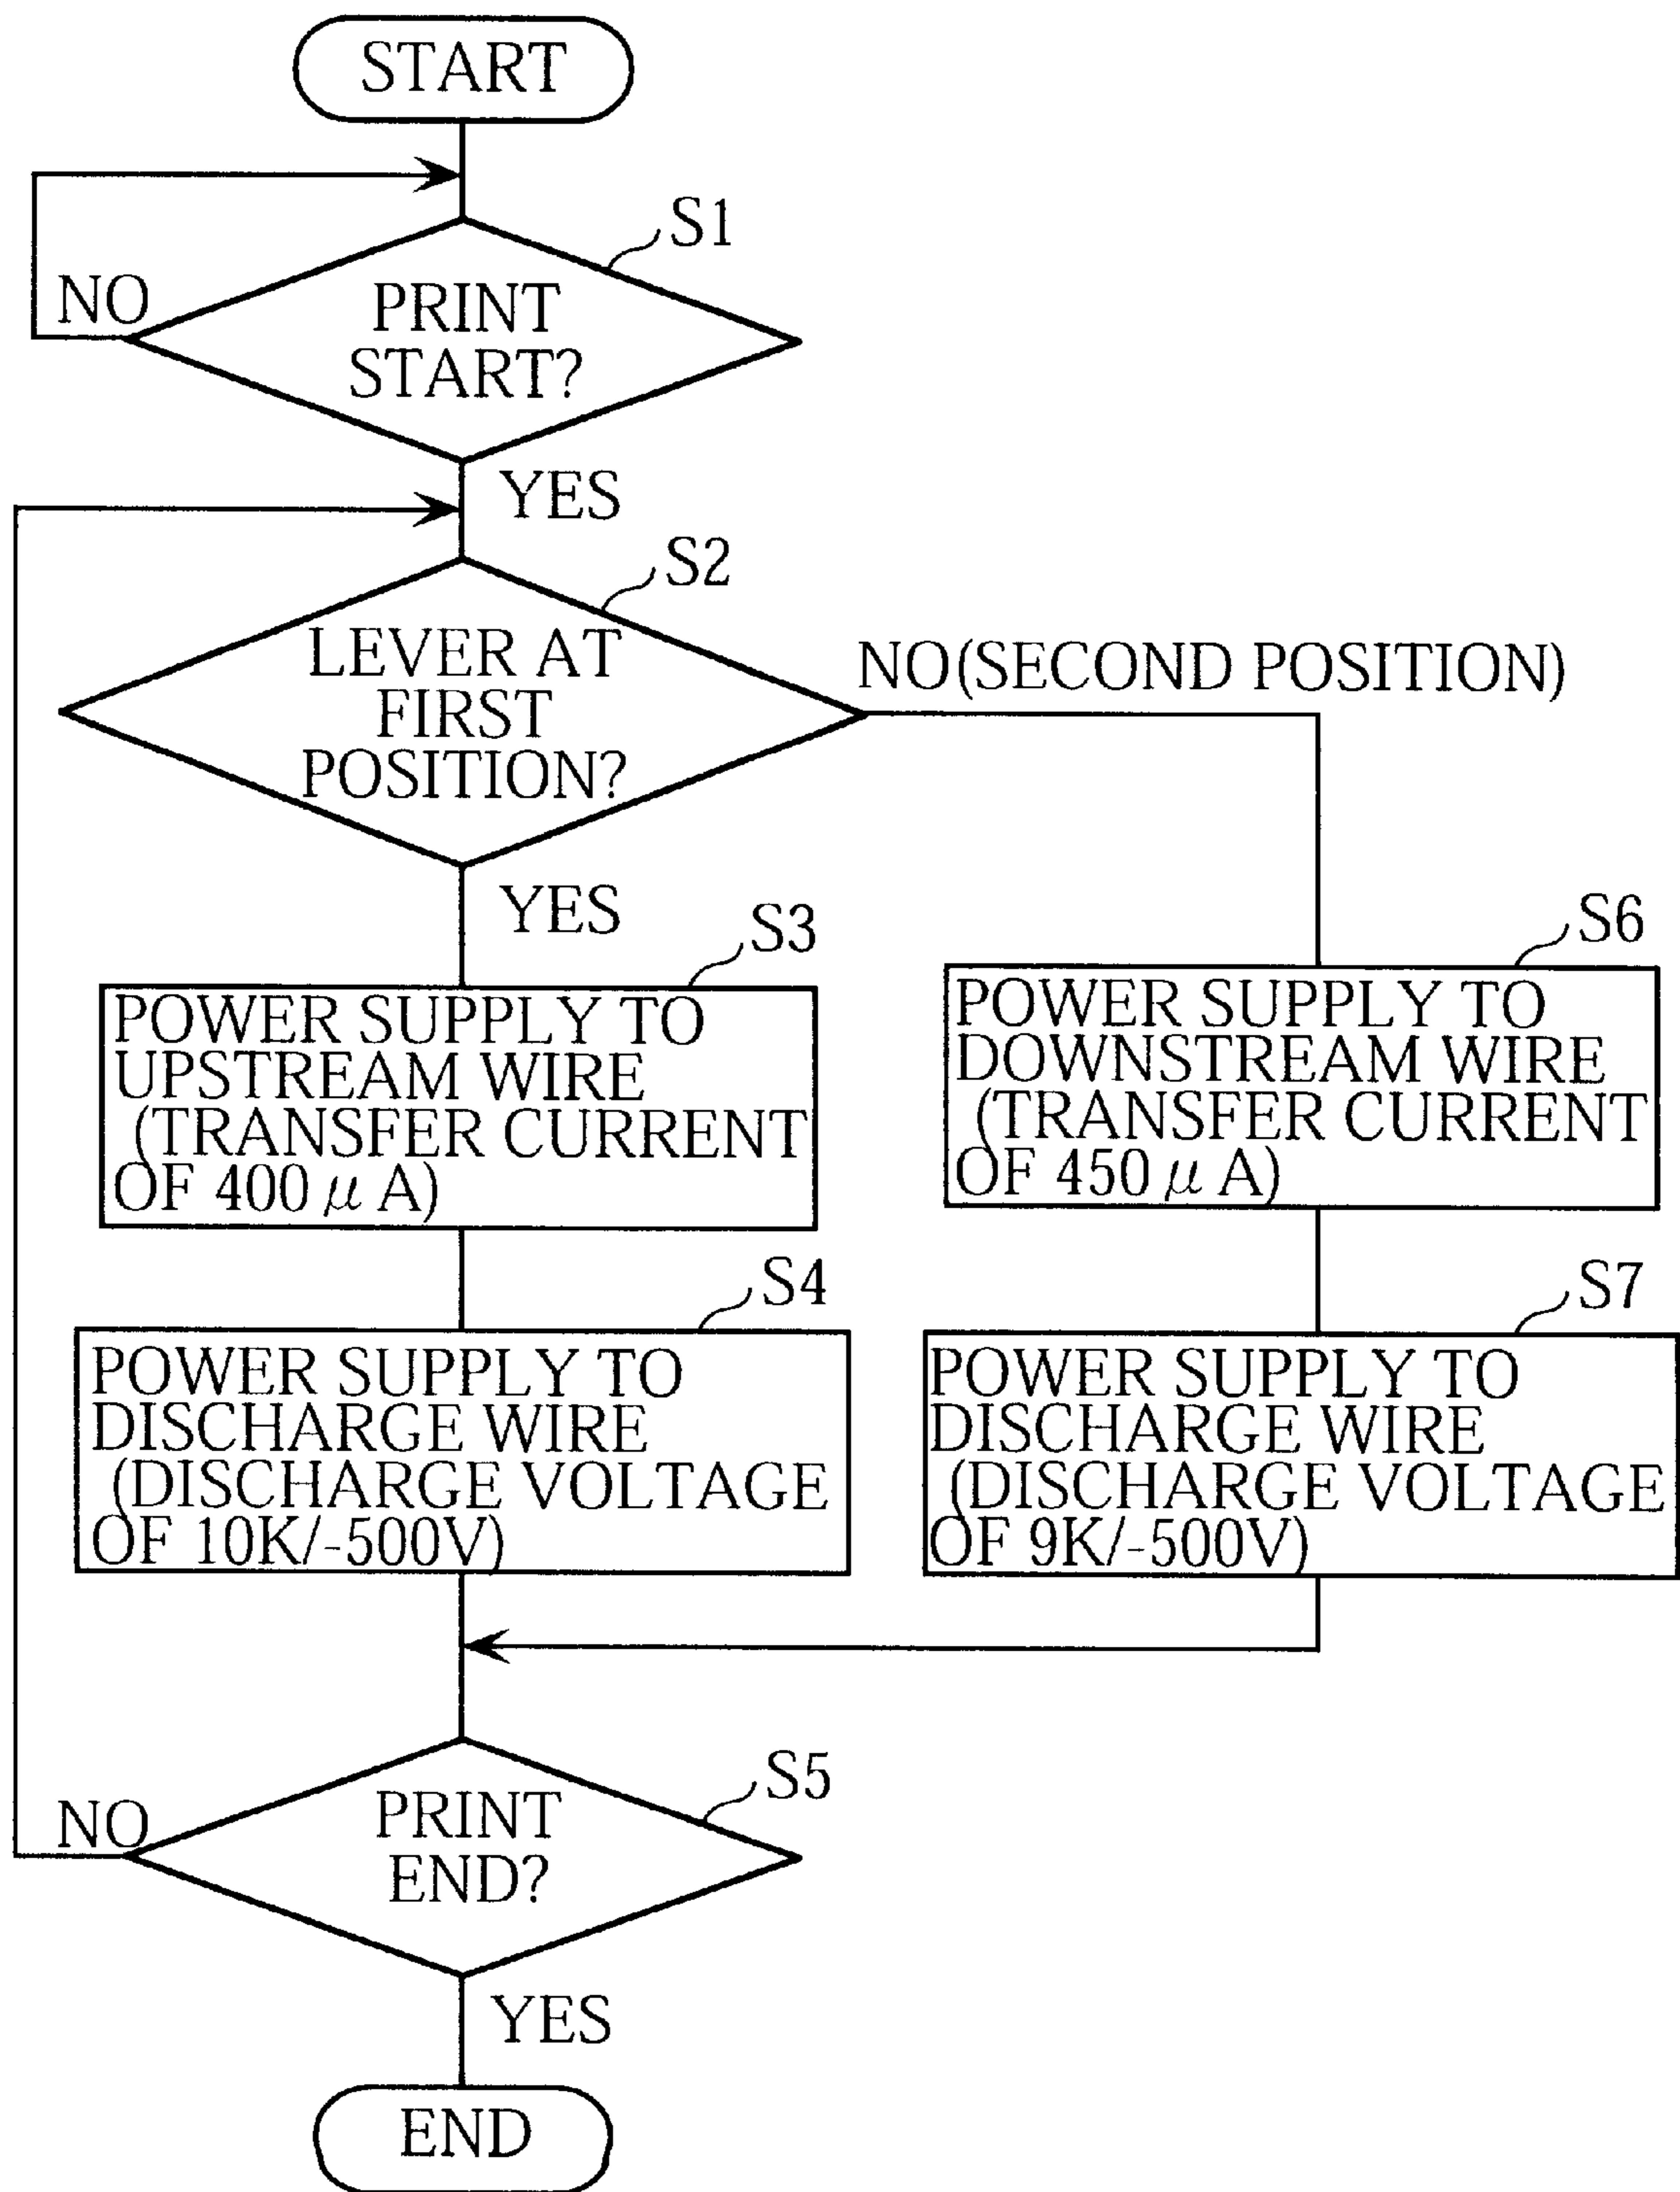 START
S1
NO
PRINT
START?
YES
S2
LEVER AT
FIRST
POSITION?
NO(SECOND POSITION)
YES
S3
POWER SUPPLY TO
UPSTREAM WIRE
(TRANSFER CURRENT
OF 400 μ A)
S6
POWER SUPPLY TO
DOWNSTREAM WIRE
(TRANSFER CURRENT
OF 450 μ A)
S4
POWER SUPPLY TO
DISCHARGE WIRE
(DISCHARGE VOLTAGE
OF 10K/-500V)
S7
POWER SUPPLY TO
DISCHARGE WIRE
(DISCHARGE VOLTAGE
OF 9K/-500V)
S5
NO
PRINT
END?
YES
END